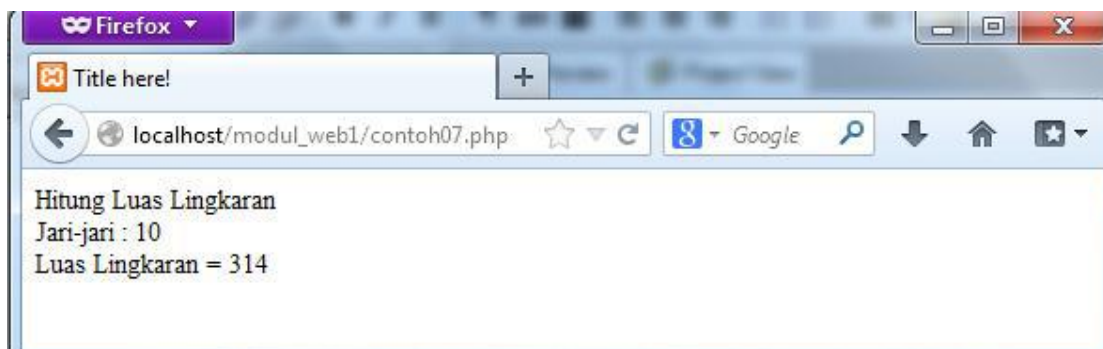 Firefox
Title here!
localhost/modul_web1/contoh07.php
Google
Hitung Luas Lingkaran
Jari-jari : 10
Luas Lingkaran = 314